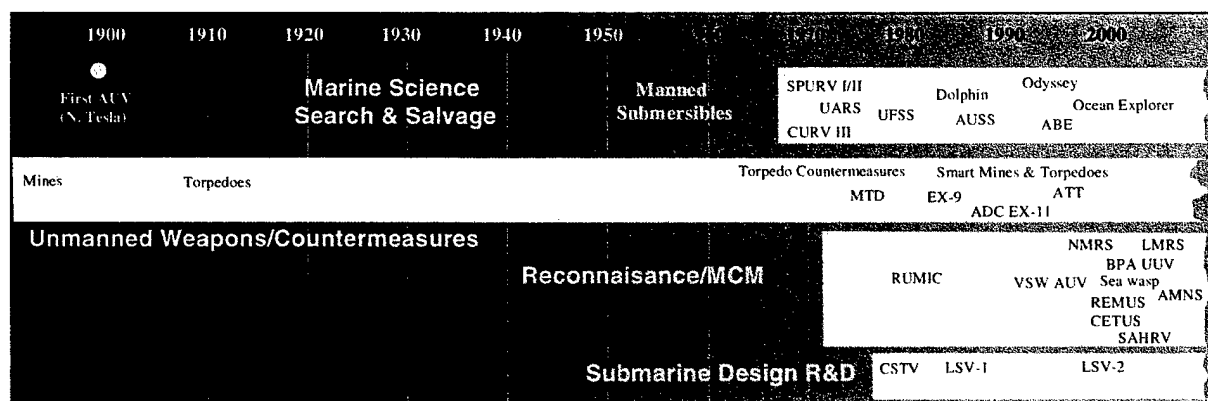 1900 1910 1920 1930 1940 1950 1970 1980 1990 2000
First AUV
(N. Tesla)
Marine Science
Search & Salvage
Manned
Submersibles
SPURV I/II
UARS
CURV III
UFSS
Dolphin
AUSS
Odyssey
Ocean Explorer
ABE
Mines
Torpedoes
Torpedo Countermeasures
MTD
Smart Mines & Torpedoes
EX-9
ATT
ADC EX-11
Unmanned Weapons/Countermeasures
Reconnaisance/MCM
RUMIC
NMRS
LMRS
BPA UUV
VSW AUV
Sea wasp
AMNS
REMUS
CETUS
SAHRV
Submarine Design R&D
CSTV
LSV-1
LSV-2